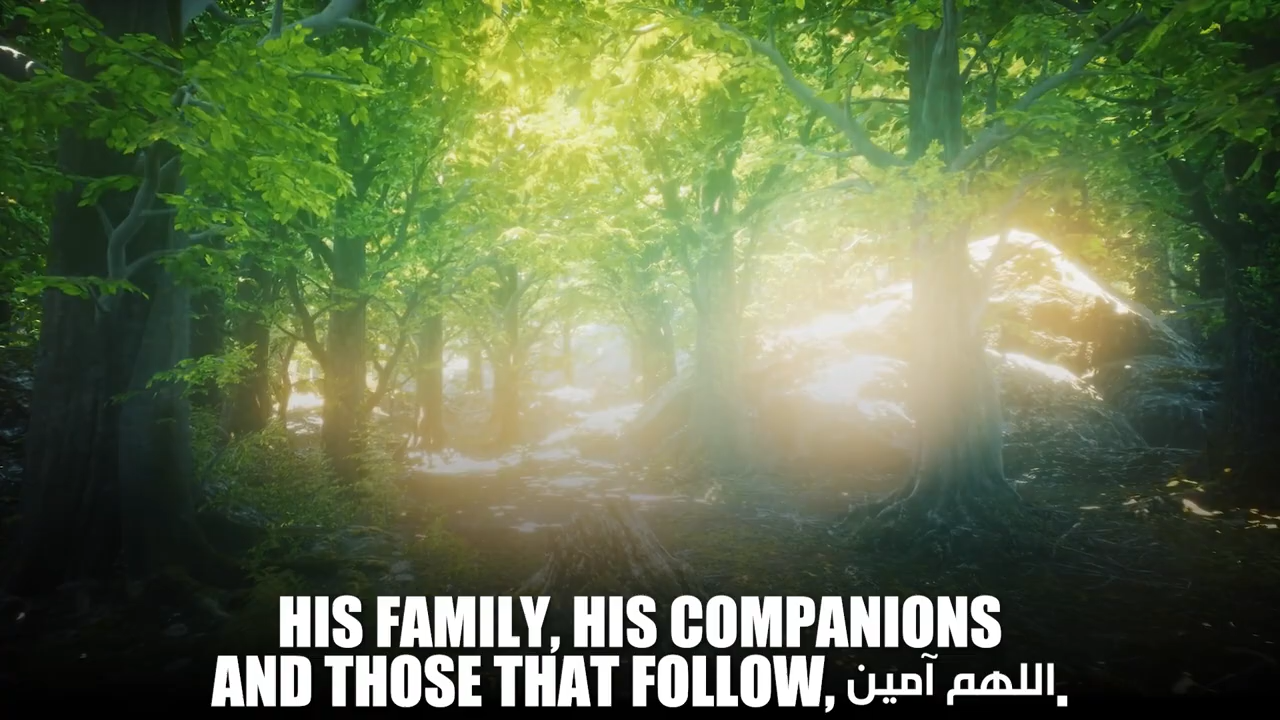 HIS FAMILY, HIS COMPANIONS
AND THOSE THAT FOLLOW, اللهم آمين.